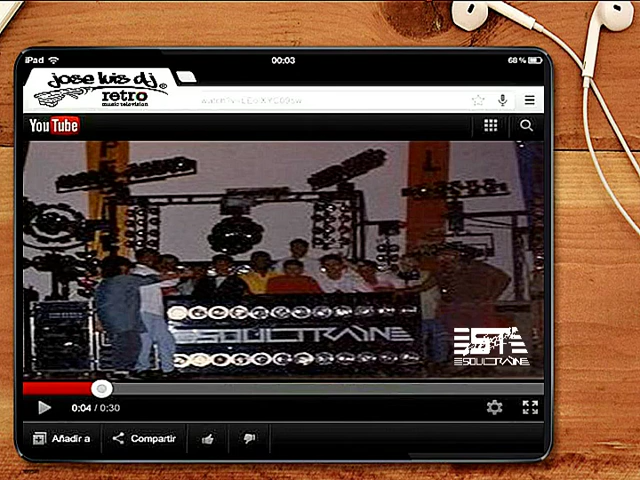 iPad
00:03
68 %
jose luis dj ®
retro
music television
YouTube
P
L
SOULTRAINE
ST
SOULTRAINE
0:04 / 0:30
Añadir a
Compartir